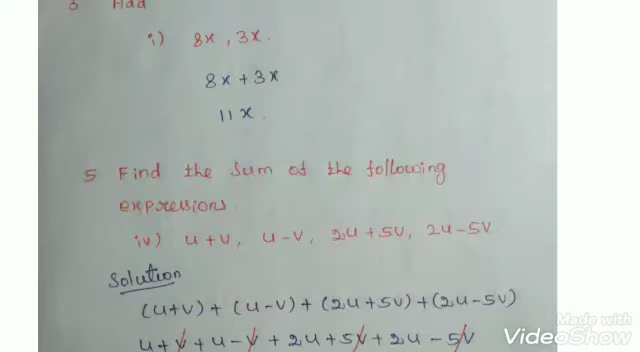 3 Add
i) 8x, 3x.
8x + 3x
11x.
5 Find the sum of the following
expressions.
iv) u+v, u-v, 2u+5v, 2u-5v.
Solution
(u+v) + (u-v) + (2u+5v) + (2u-5v)
u+v+u-v+2u+5v+2u-5v
Made with
VideoShow